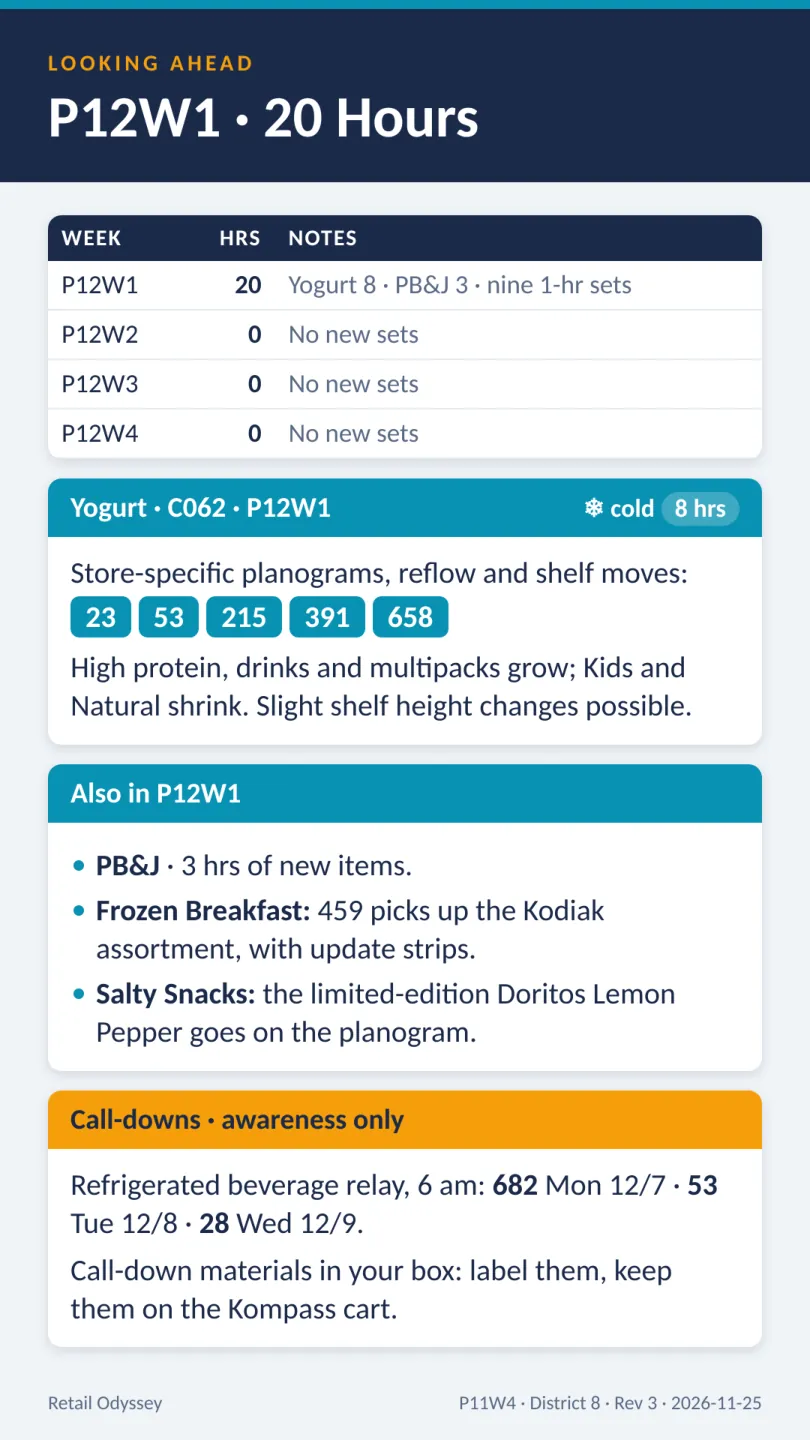 LOOKING AHEAD
P12W1 · 20 Hours
WEEK HRS NOTES
P12W1 20 Yogurt 8 · PB&J 3 · nine 1-hr sets
P12W2 0 No new sets
P12W3 0 No new sets
P12W4 0 No new sets
Yogurt · C062 · P12W1 ❄ cold 8 hrs
Store-specific planograms, reflow and shelf moves:
23 53 215 391 658
High protein, drinks and multipacks grow; Kids and
Natural shrink. Slight shelf height changes possible.
Also in P12W1
• PB&J · 3 hrs of new items.
• Frozen Breakfast: 459 picks up the Kodiak
assortment, with update strips.
• Salty Snacks: the limited-edition Doritos Lemon
Pepper goes on the planogram.
Call-downs · awareness only
Refrigerated beverage relay, 6 am: 682 Mon 12/7 · 53
Tue 12/8 · 28 Wed 12/9.
Call-down materials in your box: label them, keep
them on the Kompass cart.
Retail Odyssey P11W4 · District 8 · Rev 3 · 2026-11-25